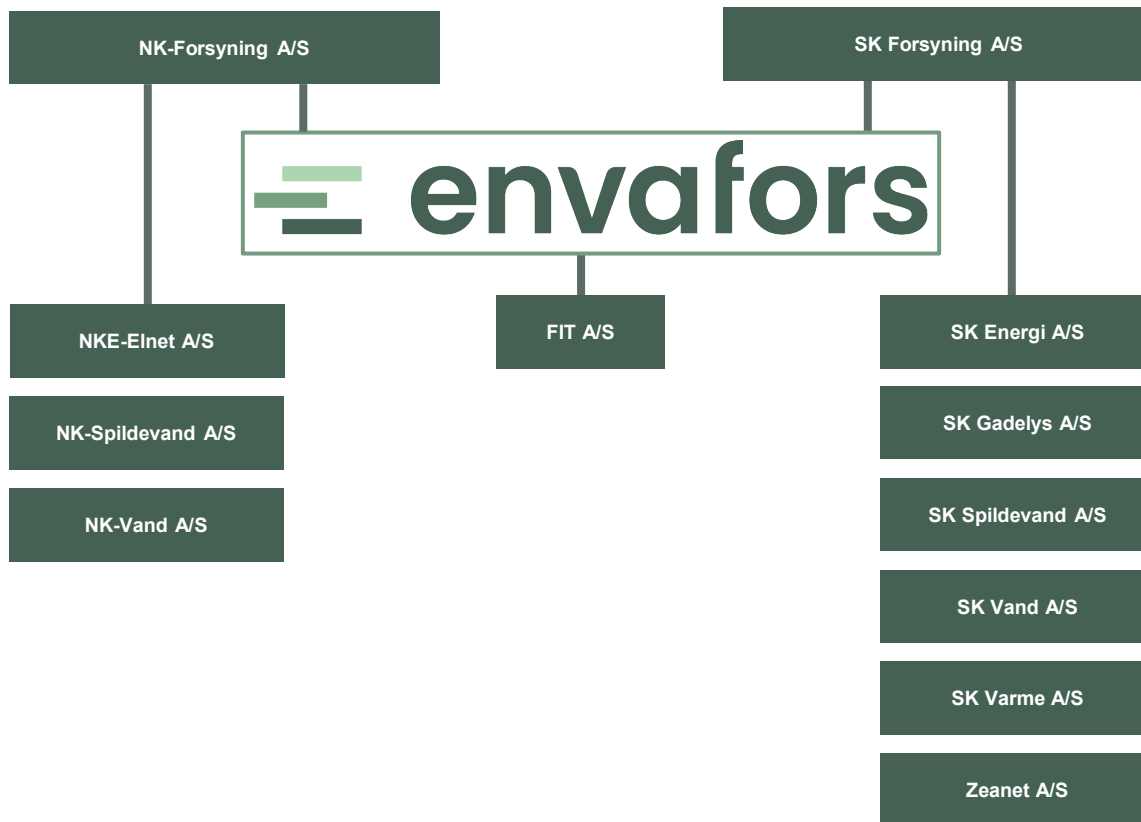 NK-Forsyning A/S
SK Forsyning A/S
envafors
NKE-Elnet A/S
NK-Spildevand A/S
NK-Vand A/S
FIT A/S
SK Energi A/S
SK Gadelys A/S
SK Spildevand A/S
SK Vand A/S
SK Varme A/S
Zeanet A/S